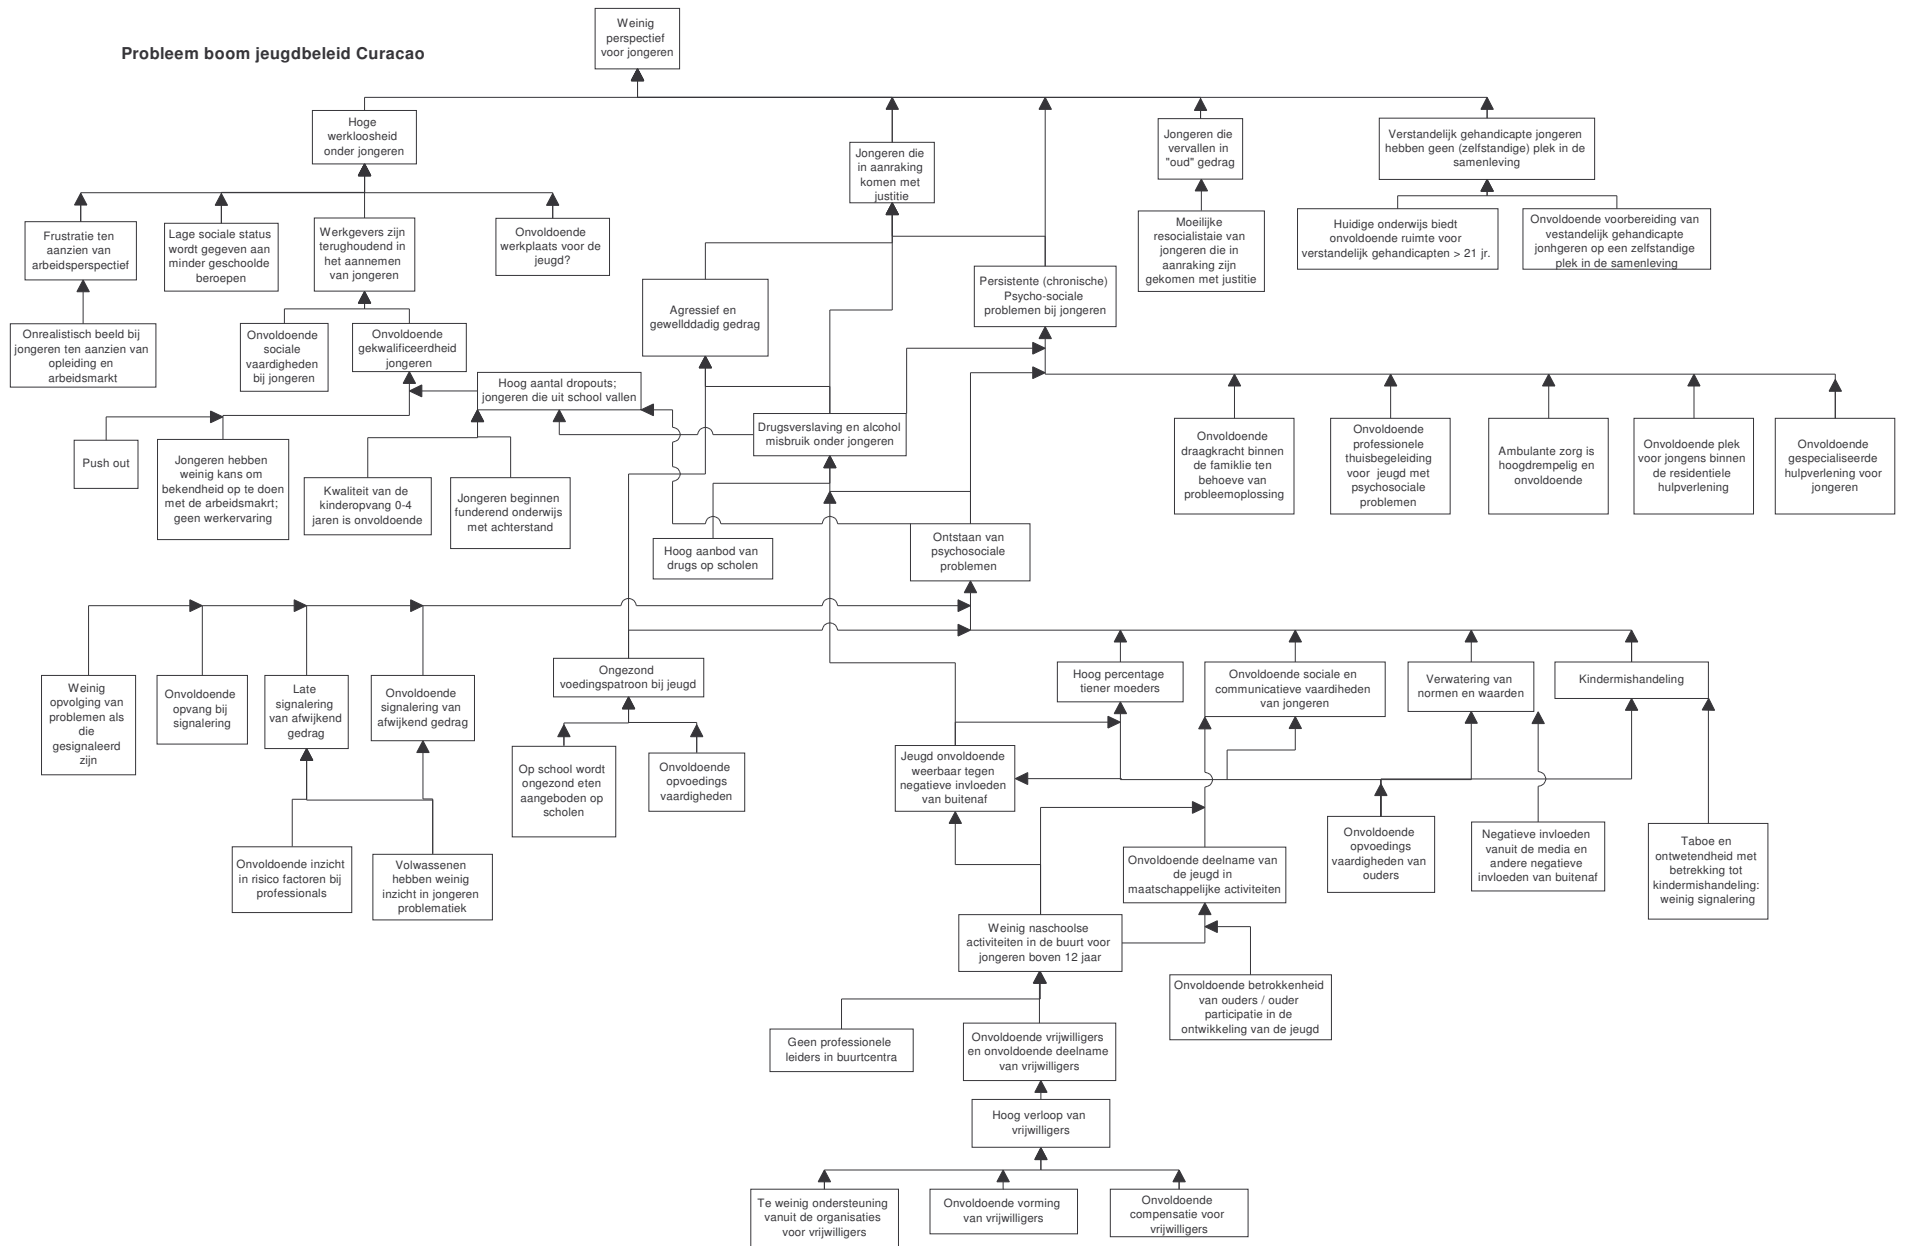 Weinig
perspectief
voor jongeren
Probleem boom jeugdbeleid Curacao
Hoge
werkloosheid
onder jongeren
Jongeren die
in aanraking
komen met
justitie
Jongeren die
vervallen in
"oud" gedrag
Verstandelijk gehandicapte jongeren
hebben geen (zelfstandige) plek in de
samenleving
Frustratie ten
aanzien van
arbeidsperspectief
Lage sociale status
wordt gegeven aan
minder geschoolde
beroepen
Werkgevers zijn
terughoudend in
het aannemen
van jongeren
Onvoldoende
werkplaats voor de
jeugd?
Moeilijke
resocialistaie van
jongeren die in
aanraking zijn
gekomen met justitie
Huidige onderwijs biedt
onvoldoende ruimte voor
verstandelijk gehandicapten > 21 jr.
Onvoldoende voorbereiding van
vestandelijk gehandicapte
jonhgeren op een zelfstandige
plek in de samenleving
Agressief en
gewellddadig gedrag
Persistente (chronische)
Psycho-sociale
problemen bij jongeren
Onrealistisch beeld bij
jongeren ten aanzien van
opleiding en
arbeidsmarkt
Onvoldoende
sociale
vaardigheden
bij jongeren
Onvoldoende
gekwalificeerdheid
jongeren
Hoog aantal dropouts;
jongeren die uit school vallen
Drugsverslaving en alcohol
misbruik onder jongeren
Push out
Jongeren hebben
weinig kans om
bekendheid op te doen
met de arbeidsmakrt;
geen werkervaring
Kwaliteit van de
kinderopvang 0-4
jaren is onvoldoende
Jongeren beginnen
funderend onderwijs
met achterstand
Onvoldoende
draagkracht binnen
de famiklie ten
behoeve van
probleemoplossing
Onvoldoende
professionele
thuisbegeleiding
voor jeugd met
psychosociale
problemen
Ambulante zorg is
hoogdrempelig en
onvoldoende
Onvoldoende plek
voor jongens binnen
de residentiele
hulpverlening
Onvoldoende
gespecialiseerde
hulpverlening voor
jongeren
Hoog aanbod van
drugs op scholen
Ontstaan van
psychosociale
problemen
Weinig
opvolging van
problemen als
die
gesignaleerd
zijn
Onvoldoende
opvang bij
signalering
Late
signalering
van afwijkend
gedrag
Onvoldoende
signalering van
afwijkend gedrag
Ongezond
voedingspatroon bij jeugd
Hoog percentage
tiener moeders
Onvoldoende sociale en
communicatieve vaardiheden
van jongeren
Verwatering van
normen en waarden
Kindermishandeling
Op school wordt
ongezond eten
aangeboden op
scholen
Onvoldoende
opvoedings
vaardigheden
Jeugd onvoldoende
weerbaar tegen
negatieve invloeden
van buitenaf
Onvoldoende inzicht
in risico factoren bij
professionals
Volwassenen
hebben weinig
inzicht in jongeren
problematiek
Onvoldoende deelname van
de jeugd in
maatschappelijke activiteiten
Onvoldoende
opvoedings
vaardigheden van
ouders
Negatieve invloeden
vanuit de media en
andere negatieve
invloeden van buitenaf
Taboe en
ontwetendheid met
betrekking tot
kindermishandeling:
weinig signalering
Weinig naschoolse
activiteiten in de buurt voor
jongeren boven 12 jaar
Onvoldoende betrokkenheid
van ouders / ouder
participatie in de
ontwikkeling van de jeugd
Geen professionele
leiders in buurtcentra
Onvoldoende vrijwilligers
en onvoldoende deelname
van vrijwilligers
Hoog verloop van
vrijwilligers
Te weinig ondersteuning
vanuit de organisaties
voor vrijwilligers
Onvoldoende vorming
van vrijwilligers
Onvoldoende
compensatie voor
vrijwilligers